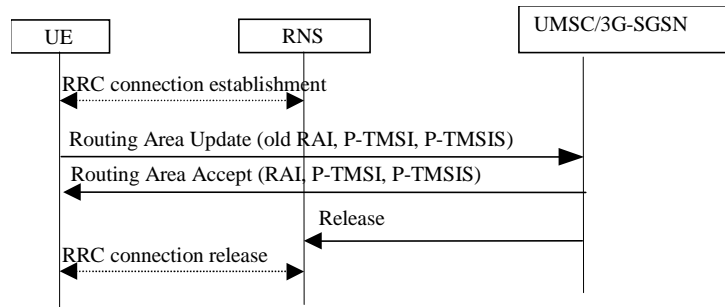 UE
RNS
UMSC/3G-SGSN
RRC connection establishment
Routing Area Update (old RAI, P-TMSI, P-TMSIS)
Routing Area Accept (RAI, P-TMSI, P-TMSIS)
Release
RRC connection release